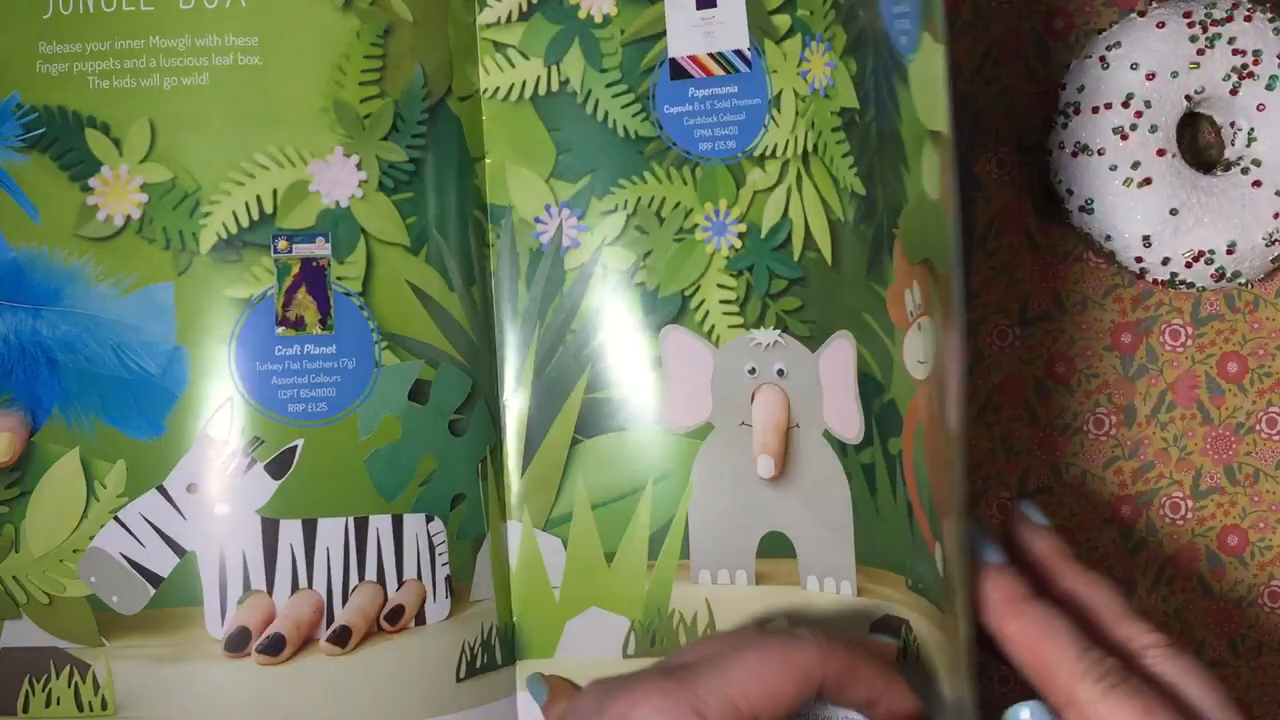 JUNGLE BOX
Release your inner Mowgli with these
finger puppets and a luscious leaf box.
The kids will go wild!
Craft Planet
Turkey Flat Feathers (7g)
Assorted Colours
(CPT 6541100)
RRP £1.25
Papermania
Capsule 8 x 8" Solid Premium
Cardstock Colossal
(PMA 164401)
RRP £15.99